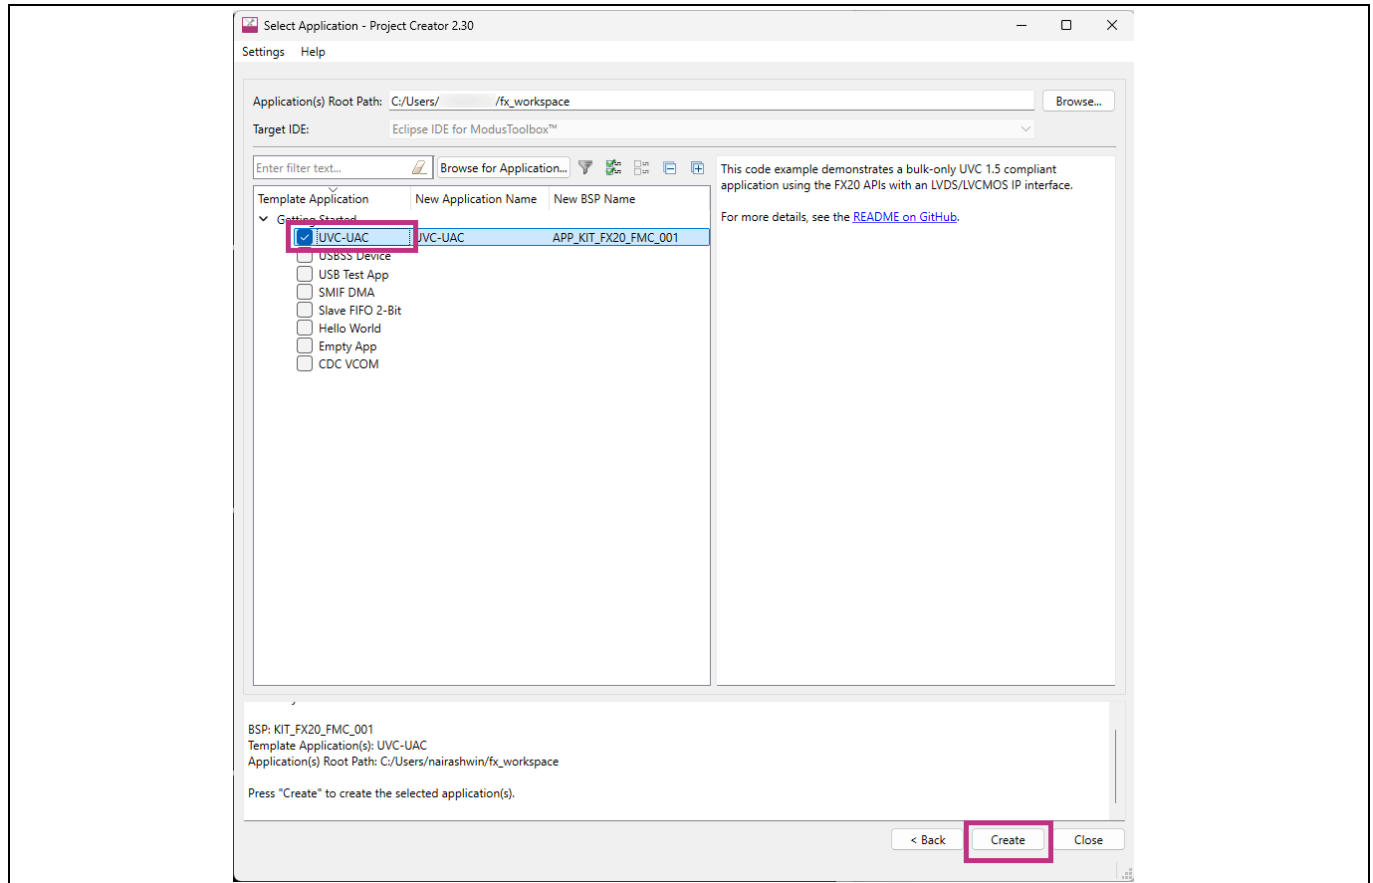 Select Application - Project Creator 2.30
Settings Help
Application(s) Root Path: C:/Users/ /fx_workspace Browse...
Target IDE: Eclipse IDE for ModusToolbox™
Enter filter text... Browse for Application...
Template Application New Application Name New BSP Name
Getting Started
UVC-UAC UVC-UAC APP_KIT_FX20_FMC_001
USBSS Device
USB Test App
SMIF DMA
Slave FIFO 2-Bit
Hello World
Empty App
CDC VCOM
This code example demonstrates a bulk-only UVC 1.5 compliant
application using the FX20 APIs with an LVDS/LVCMOS IP interface.
For more details, see the README on GitHub.
BSP: KIT_FX20_FMC_001
Template Application(s): UVC-UAC
Application(s) Root Path: C:/Users/nairashwin/fx_workspace
Press "Create" to create the selected application(s).
< Back Create Close